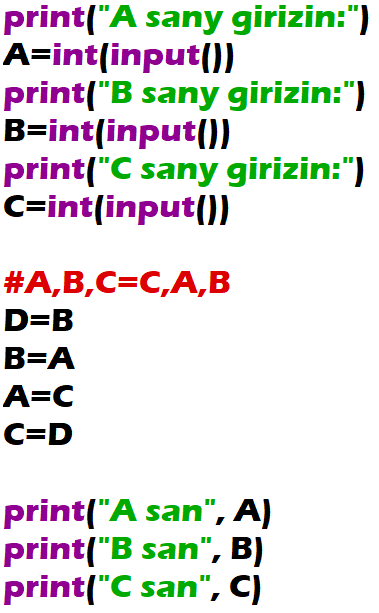 print("A sany girizin:")
A=int(input())
print("B sany girizin:")
B=int(input())
print("C sany girizin:")
C=int(input())
#A,B,C=C,A,B
D=B
B=A
A=C
C=D
print("A san", A)
print("B san", B)
print("C san", C)